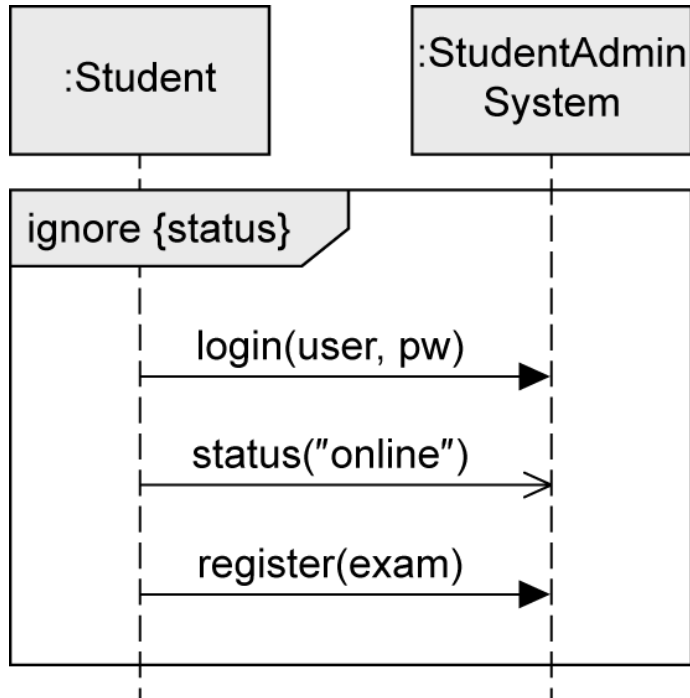 :Student
:StudentAdmin
System
ignore {status}
login(user, pw)
status("online")
register(exam)